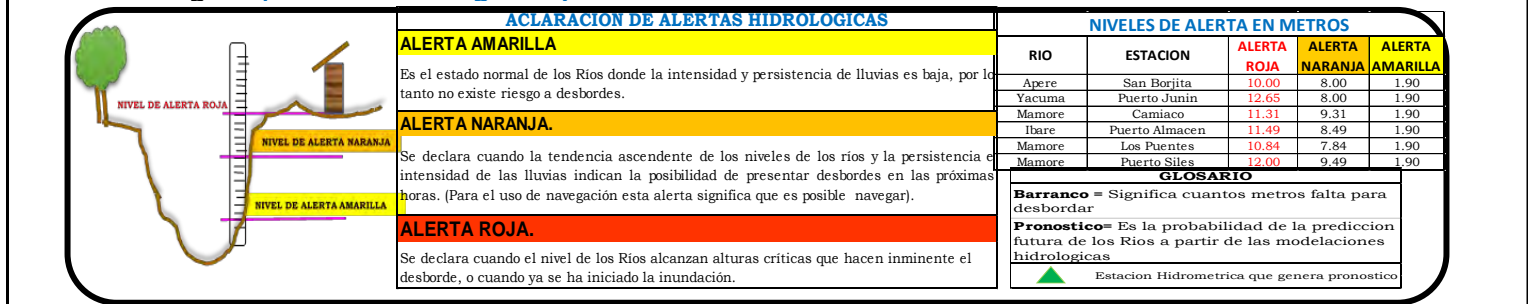 NIVEL DE ALERTA ROJA
NIVEL DE ALERTA NARANJA
NIVEL DE ALERTA AMARILLA
ACLARACION DE ALERTAS HIDROLOGICAS
ALERTA AMARILLA
Es el estado normal de los Ríos donde la intensidad y persistencia de lluvias es baja, por lo
tanto no existe riesgo a desbordes.
ALERTA NARANJA.
Se declara cuando la tendencia ascendente de los niveles de los ríos y la persistencia e
intensidad de las lluvias indican la posibilidad de presentar desbordes en las próximas
horas. (Para el uso de navegación esta alerta significa que es posible navegar).
ALERTA ROJA.
Se declara cuando el nivel de los Ríos alcanzan alturas críticas que hacen inminente el
desborde, o cuando ya se ha iniciado la inundación.
NIVELES DE ALERTA EN METROS
RIO ESTACION ALERTA ROJA ALERTA NARANJA ALERTA AMARILLA
Apere San Borjita 10.00 8.00 1.90
Yacuma Puerto Junin 12.65 8.00 1.90
Mamore Camiaco 11.31 9.31 1.90
Ibare Puerto Almacen 11.49 8.49 1.90
Mamore Los Puentes 10.84 7.84 1.90
Mamore Puerto Siles 12.00 9.49 1.90
GLOSARIO
Barranco = Significa cuantos metros falta para
desbordar
Pronostico= Es la probabilidad de la prediccion
futura de los Rios a partir de las modelaciones
hidrologicas
Estacion Hidrometrica que genera pronostico